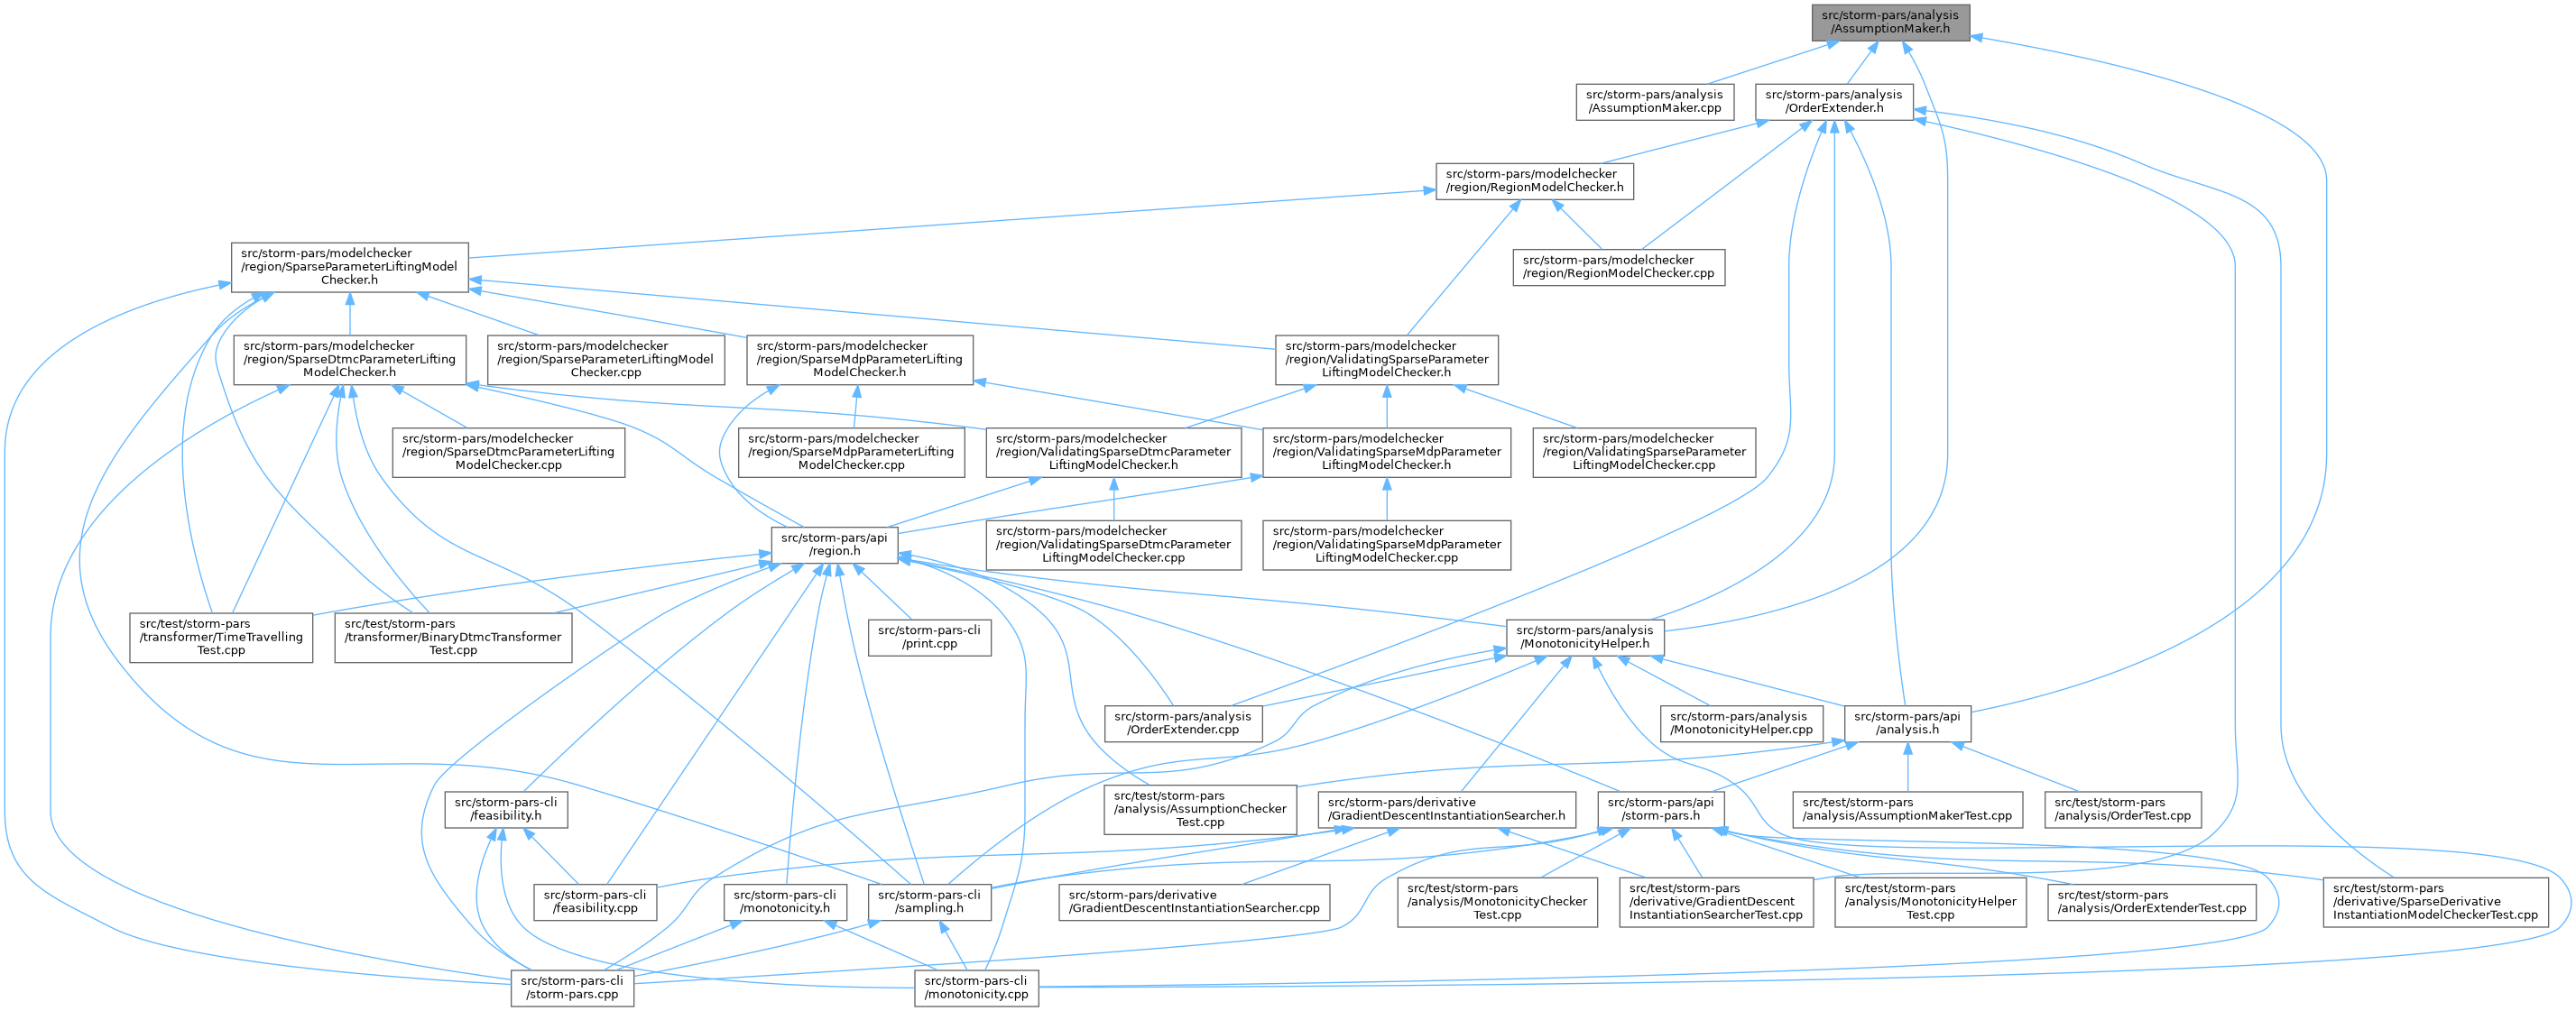 src/storm-pars/analysis
/AssumptionMaker.h
src/storm-pars/analysis
/AssumptionMaker.cpp
src/storm-pars/analysis
/OrderExtender.h
src/storm-pars/modelchecker
/region/RegionModelChecker.h
src/storm-pars/modelchecker
/region/SparseParameterLiftingModel
Checker.h
src/storm-pars/modelchecker
/region/RegionModelChecker.cpp
src/storm-pars/modelchecker
/region/SparseDtmcParameterLifting
ModelChecker.h
src/storm-pars/modelchecker
/region/SparseParameterLiftingModel
Checker.cpp
src/storm-pars/modelchecker
/region/SparseMdpParameterLifting
ModelChecker.h
src/storm-pars/modelchecker
/region/ValidatingSparseParameter
LiftingModelChecker.h
src/storm-pars/modelchecker
/region/SparseDtmcParameterLifting
ModelChecker.cpp
src/storm-pars/modelchecker
/region/SparseMdpParameterLifting
ModelChecker.cpp
src/storm-pars/modelchecker
/region/ValidatingSparseDtmcParameter
LiftingModelChecker.h
src/storm-pars/modelchecker
/region/ValidatingSparseMdpParameter
LiftingModelChecker.h
src/storm-pars/modelchecker
/region/ValidatingSparseParameter
LiftingModelChecker.cpp
src/storm-pars/api
/region.h
src/storm-pars/modelchecker
/region/ValidatingSparseDtmcParameter
LiftingModelChecker.cpp
src/storm-pars/modelchecker
/region/ValidatingSparseMdpParameter
LiftingModelChecker.cpp
src/test/storm-pars
/transformer/TimeTravelling
Test.cpp
src/test/storm-pars
/transformer/BinaryDtmcTransformer
Test.cpp
src/storm-pars-cli
/print.cpp
src/storm-pars/analysis
/MonotonicityHelper.h
src/storm-pars/analysis
/OrderExtender.cpp
src/storm-pars/analysis
/MonotonicityHelper.cpp
src/storm-pars/api
/analysis.h
src/storm-pars-cli
/feasibility.h
src/test/storm-pars
/analysis/AssumptionChecker
Test.cpp
src/storm-pars/derivative
/GradientDescentInstantiationSearcher.h
src/storm-pars/api
/storm-pars.h
src/test/storm-pars
/analysis/AssumptionMakerTest.cpp
src/test/storm-pars
/analysis/OrderTest.cpp
src/storm-pars-cli
/feasibility.cpp
src/storm-pars-cli
/monotonicity.h
src/storm-pars-cli
/sampling.h
src/storm-pars/derivative
/GradientDescentInstantiationSearcher.cpp
src/test/storm-pars
/analysis/MonotonicityChecker
Test.cpp
src/test/storm-pars
/derivative/GradientDescent
InstantiationSearcherTest.cpp
src/test/storm-pars
/analysis/MonotonicityHelper
Test.cpp
src/test/storm-pars
/analysis/OrderExtenderTest.cpp
src/test/storm-pars
/derivative/SparseDerivative
InstantiationModelCheckerTest.cpp
src/storm-pars-cli
/storm-pars.cpp
src/storm-pars-cli
/monotonicity.cpp